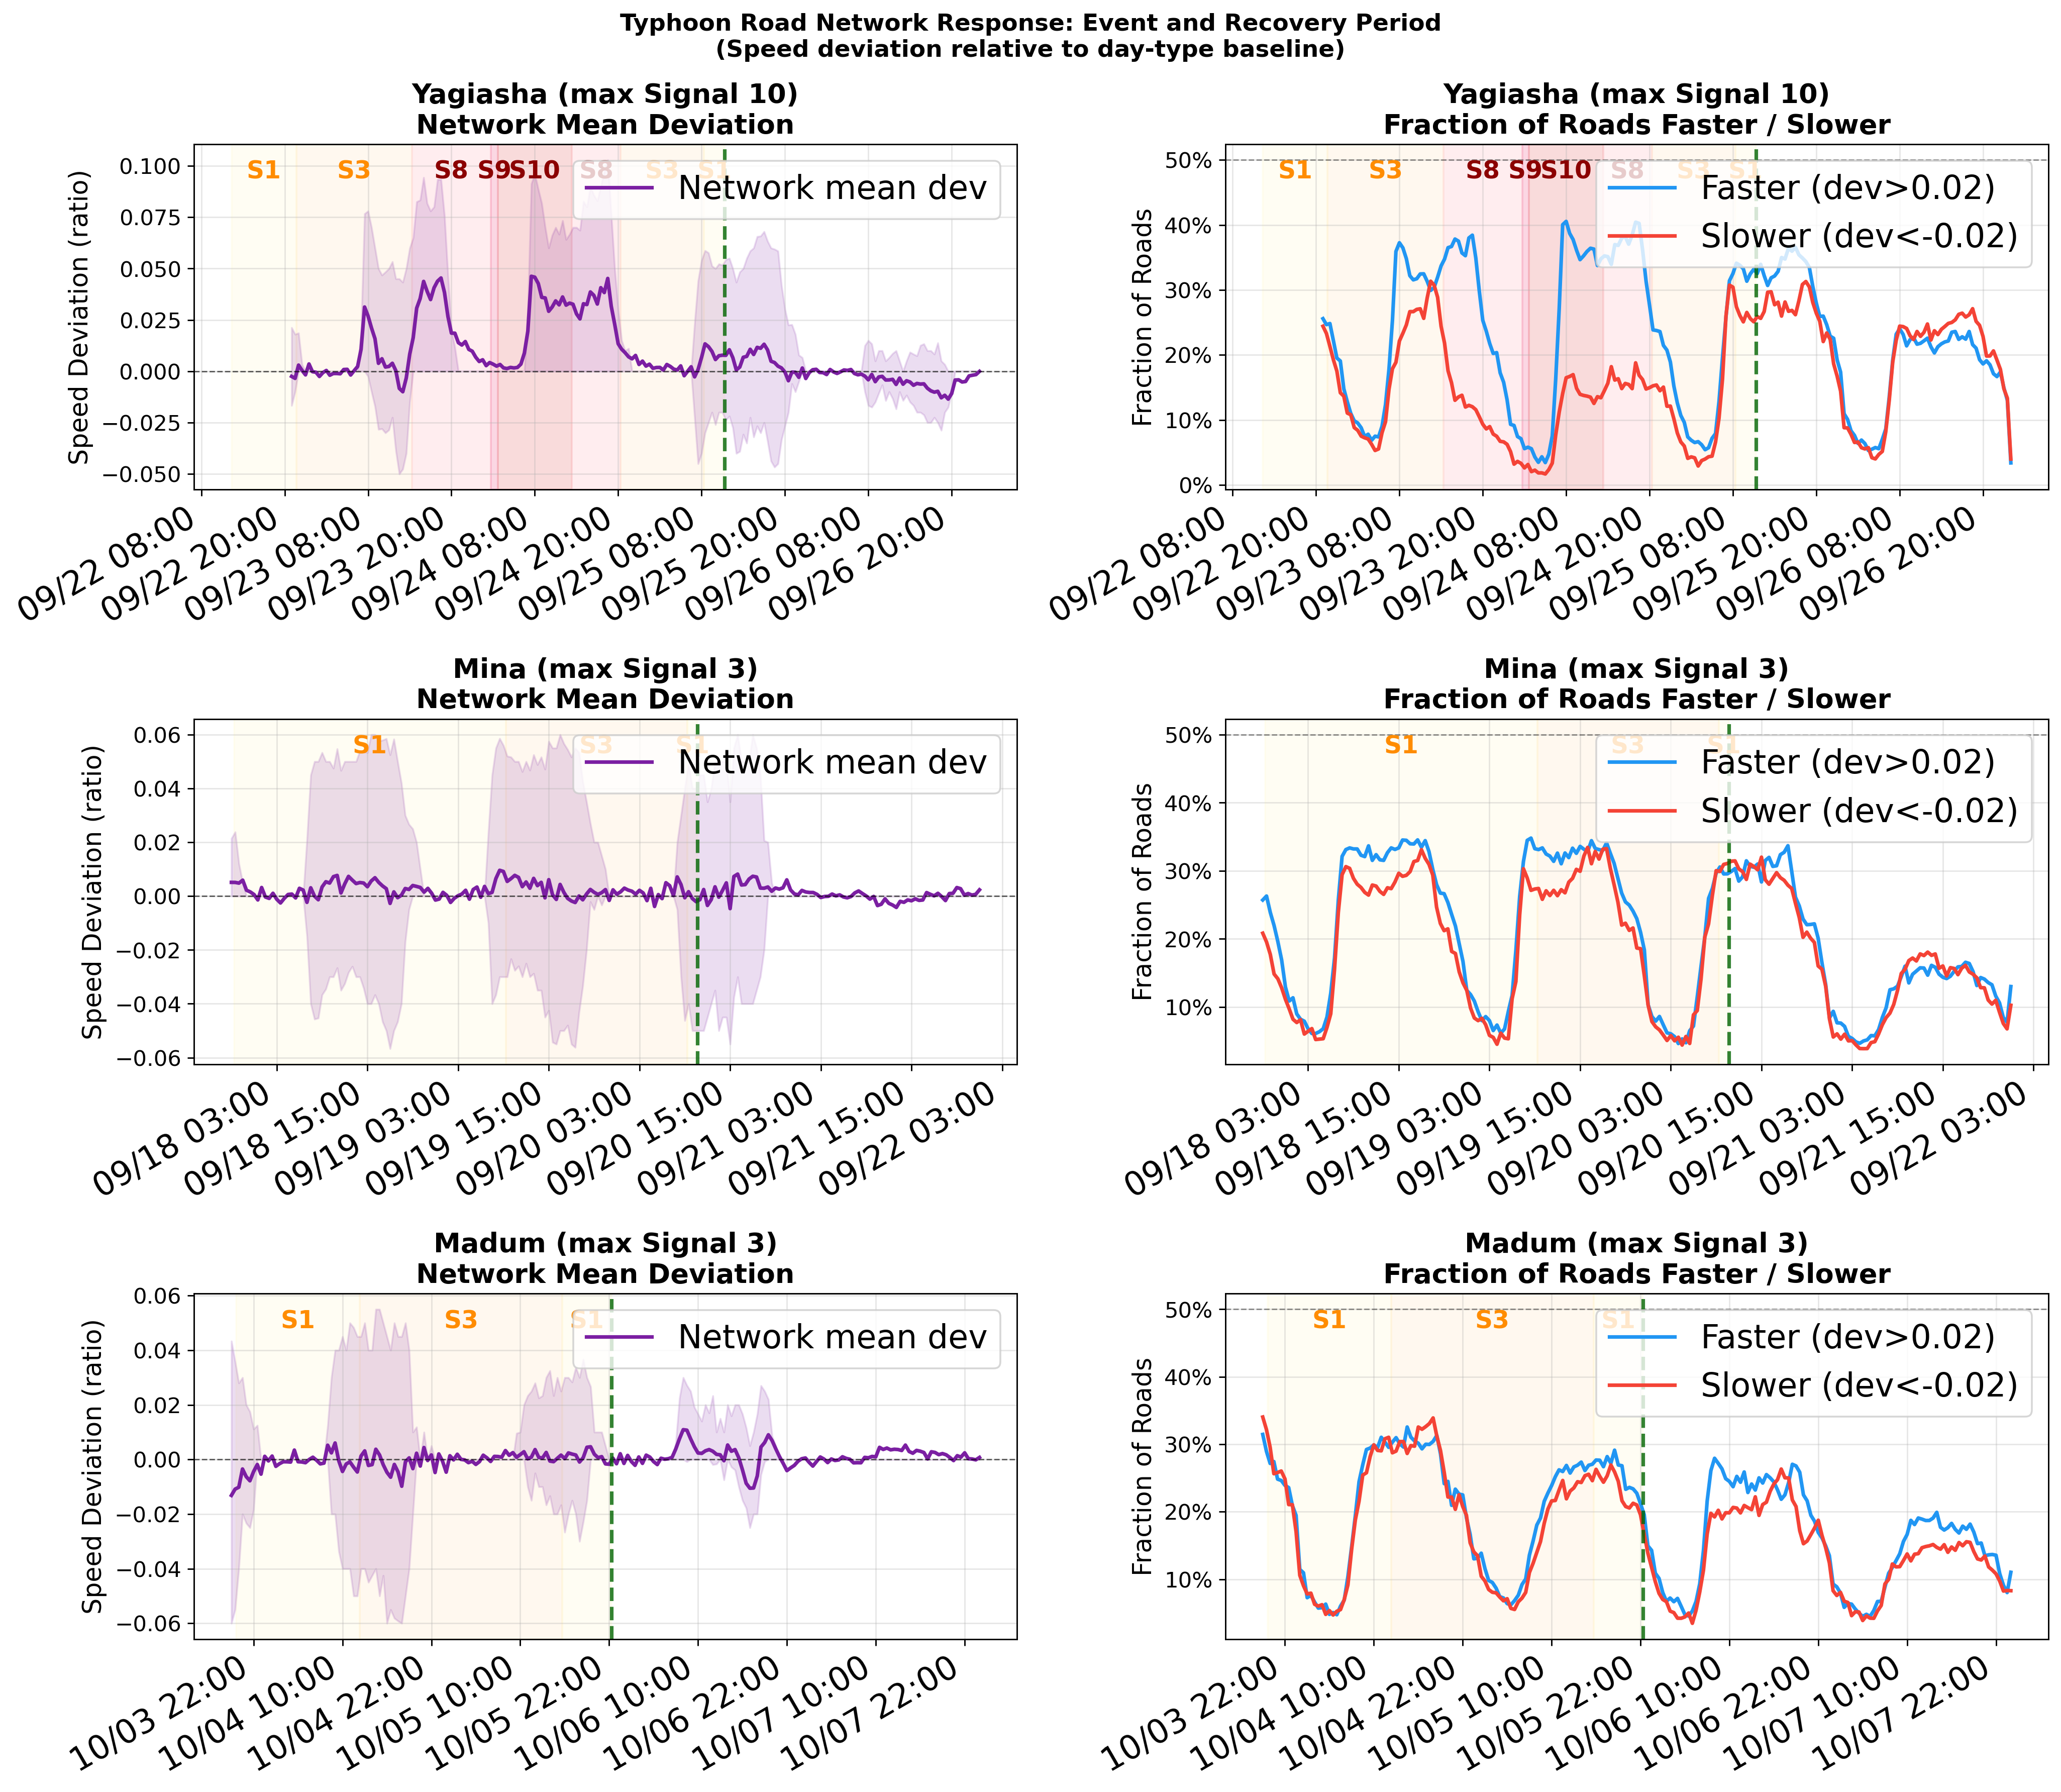 Typhoon Road Network Response: Event and Recovery Period
(Speed deviation relative to day-type baseline)
Yagiasha (max Signal 10)
Network Mean Deviation
Speed Deviation (ratio)
0.100
0.075
0.050
0.025
0.000
−0.025
−0.050
S1 S3 S8 S9 S10 S8 S3 S1
Network mean dev
09/22 08:00
09/22 20:00
09/23 08:00
09/23 20:00
09/24 08:00
09/24 20:00
09/25 08:00
09/25 20:00
09/26 08:00
09/26 20:00
Yagiasha (max Signal 10)
Fraction of Roads Faster / Slower
Fraction of Roads
50%
40%
30%
20%
10%
0%
S1 S3 S8 S9 S10 S8 S3 S1
Faster (dev>0.02)
Slower (dev<-0.02)
09/22 08:00
09/22 20:00
09/23 08:00
09/23 20:00
09/24 08:00
09/24 20:00
09/25 08:00
09/25 20:00
09/26 08:00
09/26 20:00
Mina (max Signal 3)
Network Mean Deviation
Speed Deviation (ratio)
0.06
0.04
0.02
0.00
−0.02
−0.04
−0.06
S1 S3 S1
Network mean dev
09/18 03:00
09/18 15:00
09/19 03:00
09/19 15:00
09/20 03:00
09/20 15:00
09/21 03:00
09/21 15:00
09/22 03:00
Mina (max Signal 3)
Fraction of Roads Faster / Slower
Fraction of Roads
50%
40%
30%
20%
10%
S1 S3 S1
Faster (dev>0.02)
Slower (dev<-0.02)
09/18 03:00
09/18 15:00
09/19 03:00
09/19 15:00
09/20 03:00
09/20 15:00
09/21 03:00
09/21 15:00
09/22 03:00
Madum (max Signal 3)
Network Mean Deviation
Speed Deviation (ratio)
0.06
0.04
0.02
0.00
−0.02
−0.04
−0.06
S1 S3 S1
Network mean dev
10/03 22:00
10/04 10:00
10/04 22:00
10/05 10:00
10/05 22:00
10/06 10:00
10/06 22:00
10/07 10:00
10/07 22:00
Madum (max Signal 3)
Fraction of Roads Faster / Slower
Fraction of Roads
50%
40%
30%
20%
10%
S1 S3 S1
Faster (dev>0.02)
Slower (dev<-0.02)
10/03 22:00
10/04 10:00
10/04 22:00
10/05 10:00
10/05 22:00
10/06 10:00
10/06 22:00
10/07 10:00
10/07 22:00